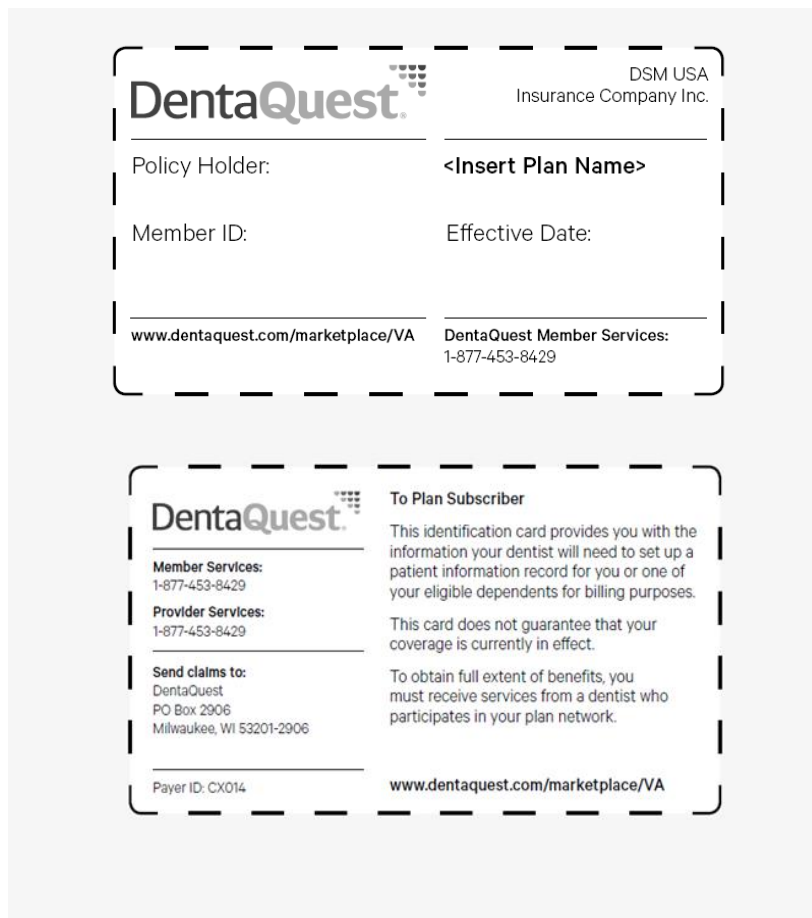 DentaQuest®
DSM USA
Insurance Company Inc.
Policy Holder:
<Insert Plan Name>
Member ID:
Effective Date:
www.dentaquest.com/marketplace/VA
DentaQuest Member Services:
1-877-453-8429
DentaQuest
Member Services:
1-877-453-8429
Provider Services:
1-877-453-8429
Send claims to:
DentaQuest
PO Box 2906
Milwaukee, WI 53201-2906
Payer ID: CX014
To Plan Subscriber
This identification card provides you with the
information your dentist will need to set up a
patient information record for you or one of
your eligible dependents for billing purposes.
This card does not guarantee that your
coverage is currently in effect.
To obtain full extent of benefits, you
must receive services from a dentist who
participates in your plan network.
www.dentaquest.com/marketplace/VA